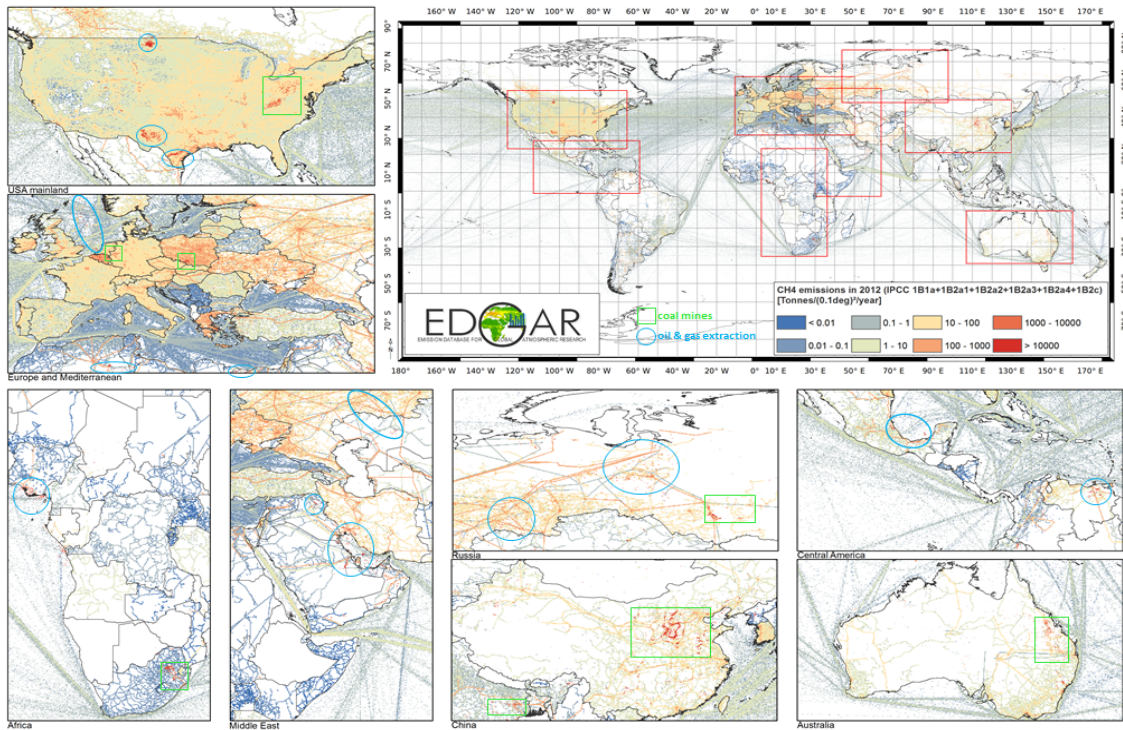 USA mainland
Europe and Mediterranean
160° W 140° W 120° W 100° W 80° W 60° W 40° W 20° W 0° 20° E 40° E 60° E 80° E 100° E 120° E 140° E 160° E
90°
70° N
50° N
30° N
10° N
10° S
30° S
50° S
70° S
180° 170° W 150° W 130° W 110° W 90° W 70° W 50° W 30° W 10° W 10° E 30° E 50° E 70° E 90° E 110° E 130° E 150° E 170° E
EDGAR
EMISSION DATABASE FOR GLOBAL ATMOSPHERIC RESEARCH
coal mines
oil & gas extraction
CH4 emissions in 2012 (IPCC 1B1a+1B2a1+1B2a2+1B2a3+1B2a4+1B2c)
[Tonnes/(0.1deg)²/year]
< 0.01 0.1 - 1 10 - 100 1000 - 10000
0.01 - 0.1 1 - 10 100 - 1000 > 10000
Africa
Middle East
Russia
Central America
China
Australia